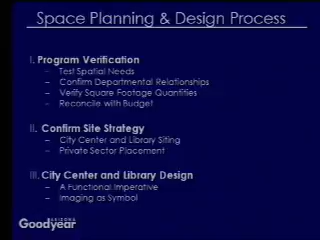 Space Planning & Design Process
I. Program Verification
– Test Spatial Needs
– Confirm Departmental Relationships
– Verify Square Footage Quantities
– Reconcile with Budget
II. Confirm Site Strategy
– City Center and Library Siting
– Private Sector Placement
III. City Center and Library Design
– A Functional Imperative
– Imaging as Symbol
ARIZONA
Goodyear